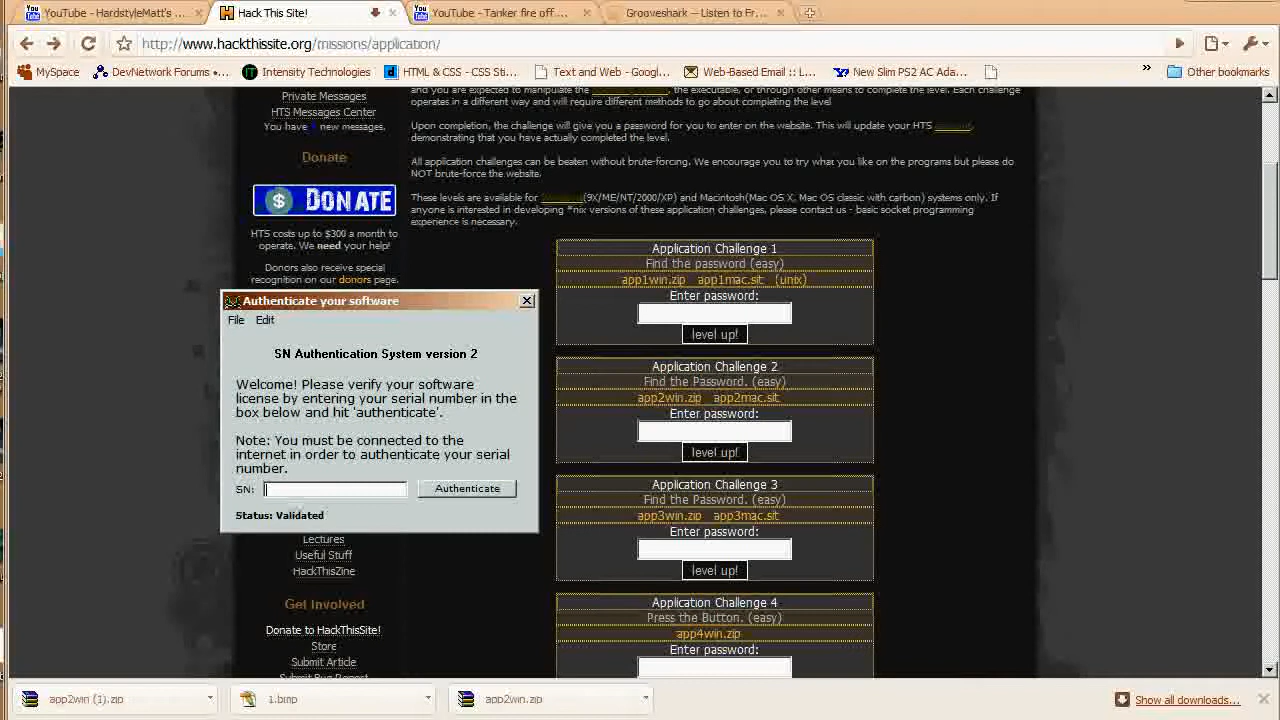 YouTube - HardstyleMatt's ...
Hack This Site!
YouTube - Tanker fire off...
Grooveshark — Listen to Fr...
http://www.hackthissite.org/missions/application/
MySpace
DevNetwork Forums •...
Intensity Technologies
HTML & CSS - CSS Sti...
Text and Web - Googl...
Web-Based Email :: L...
New Slim PS2 AC Ada...
Other bookmarks
Private Messages
HTS Messages Center
You have new messages.
Donate
$ DONATE
HTS costs up to $300 a month to
operate. We need your help!
Donors also receive special
recognition on our donors page.
and you are expected to manipulate the , the executable, or through other means to complete the level. Each challenge
operates in a different way and will require different methods to go about completing the level
Upon completion, the challenge will give you a password for you to enter on the website. This will update your HTS
demonstrating that you have actually completed the level.
All application challenges can be beaten without brute-forcing. We encourage you to try what you like on the programs but please do
NOT brute-force the website.
These levels are available for (9X/ME/NT/2000/XP) and Macintosh(Mac OS X, Mac OS classic with carbon) systems only. If
anyone is interested in developing *nix versions of these application challenges, please contact us - basic socket programming
experience is necessary.
Application Challenge 1
Find the password (easy)
app1win.zip app1mac.sit (unix)
Enter password:
level up!
Application Challenge 2
Find the Password. (easy)
app2win.zip app2mac.sit
Enter password:
level up!
Application Challenge 3
Find the Password. (easy)
app3win.zip app3mac.sit
Enter password:
level up!
Application Challenge 4
Press the Button. (easy)
app4win.zip
Enter password:
Authenticate your software
File Edit
SN Authentication System version 2
Welcome! Please verify your software
license by entering your serial number in the
box below and hit 'authenticate'.
Note: You must be connected to the
internet in order to authenticate your serial
number.
SN:
Authenticate
Status: Validated
Lectures
Useful Stuff
HackThisZine
Get Involved
Donate to HackThisSite!
Store
Submit Article
Submit Bug Report
app2win (1).zip
1.bmp
app2win.zip
Show all downloads...